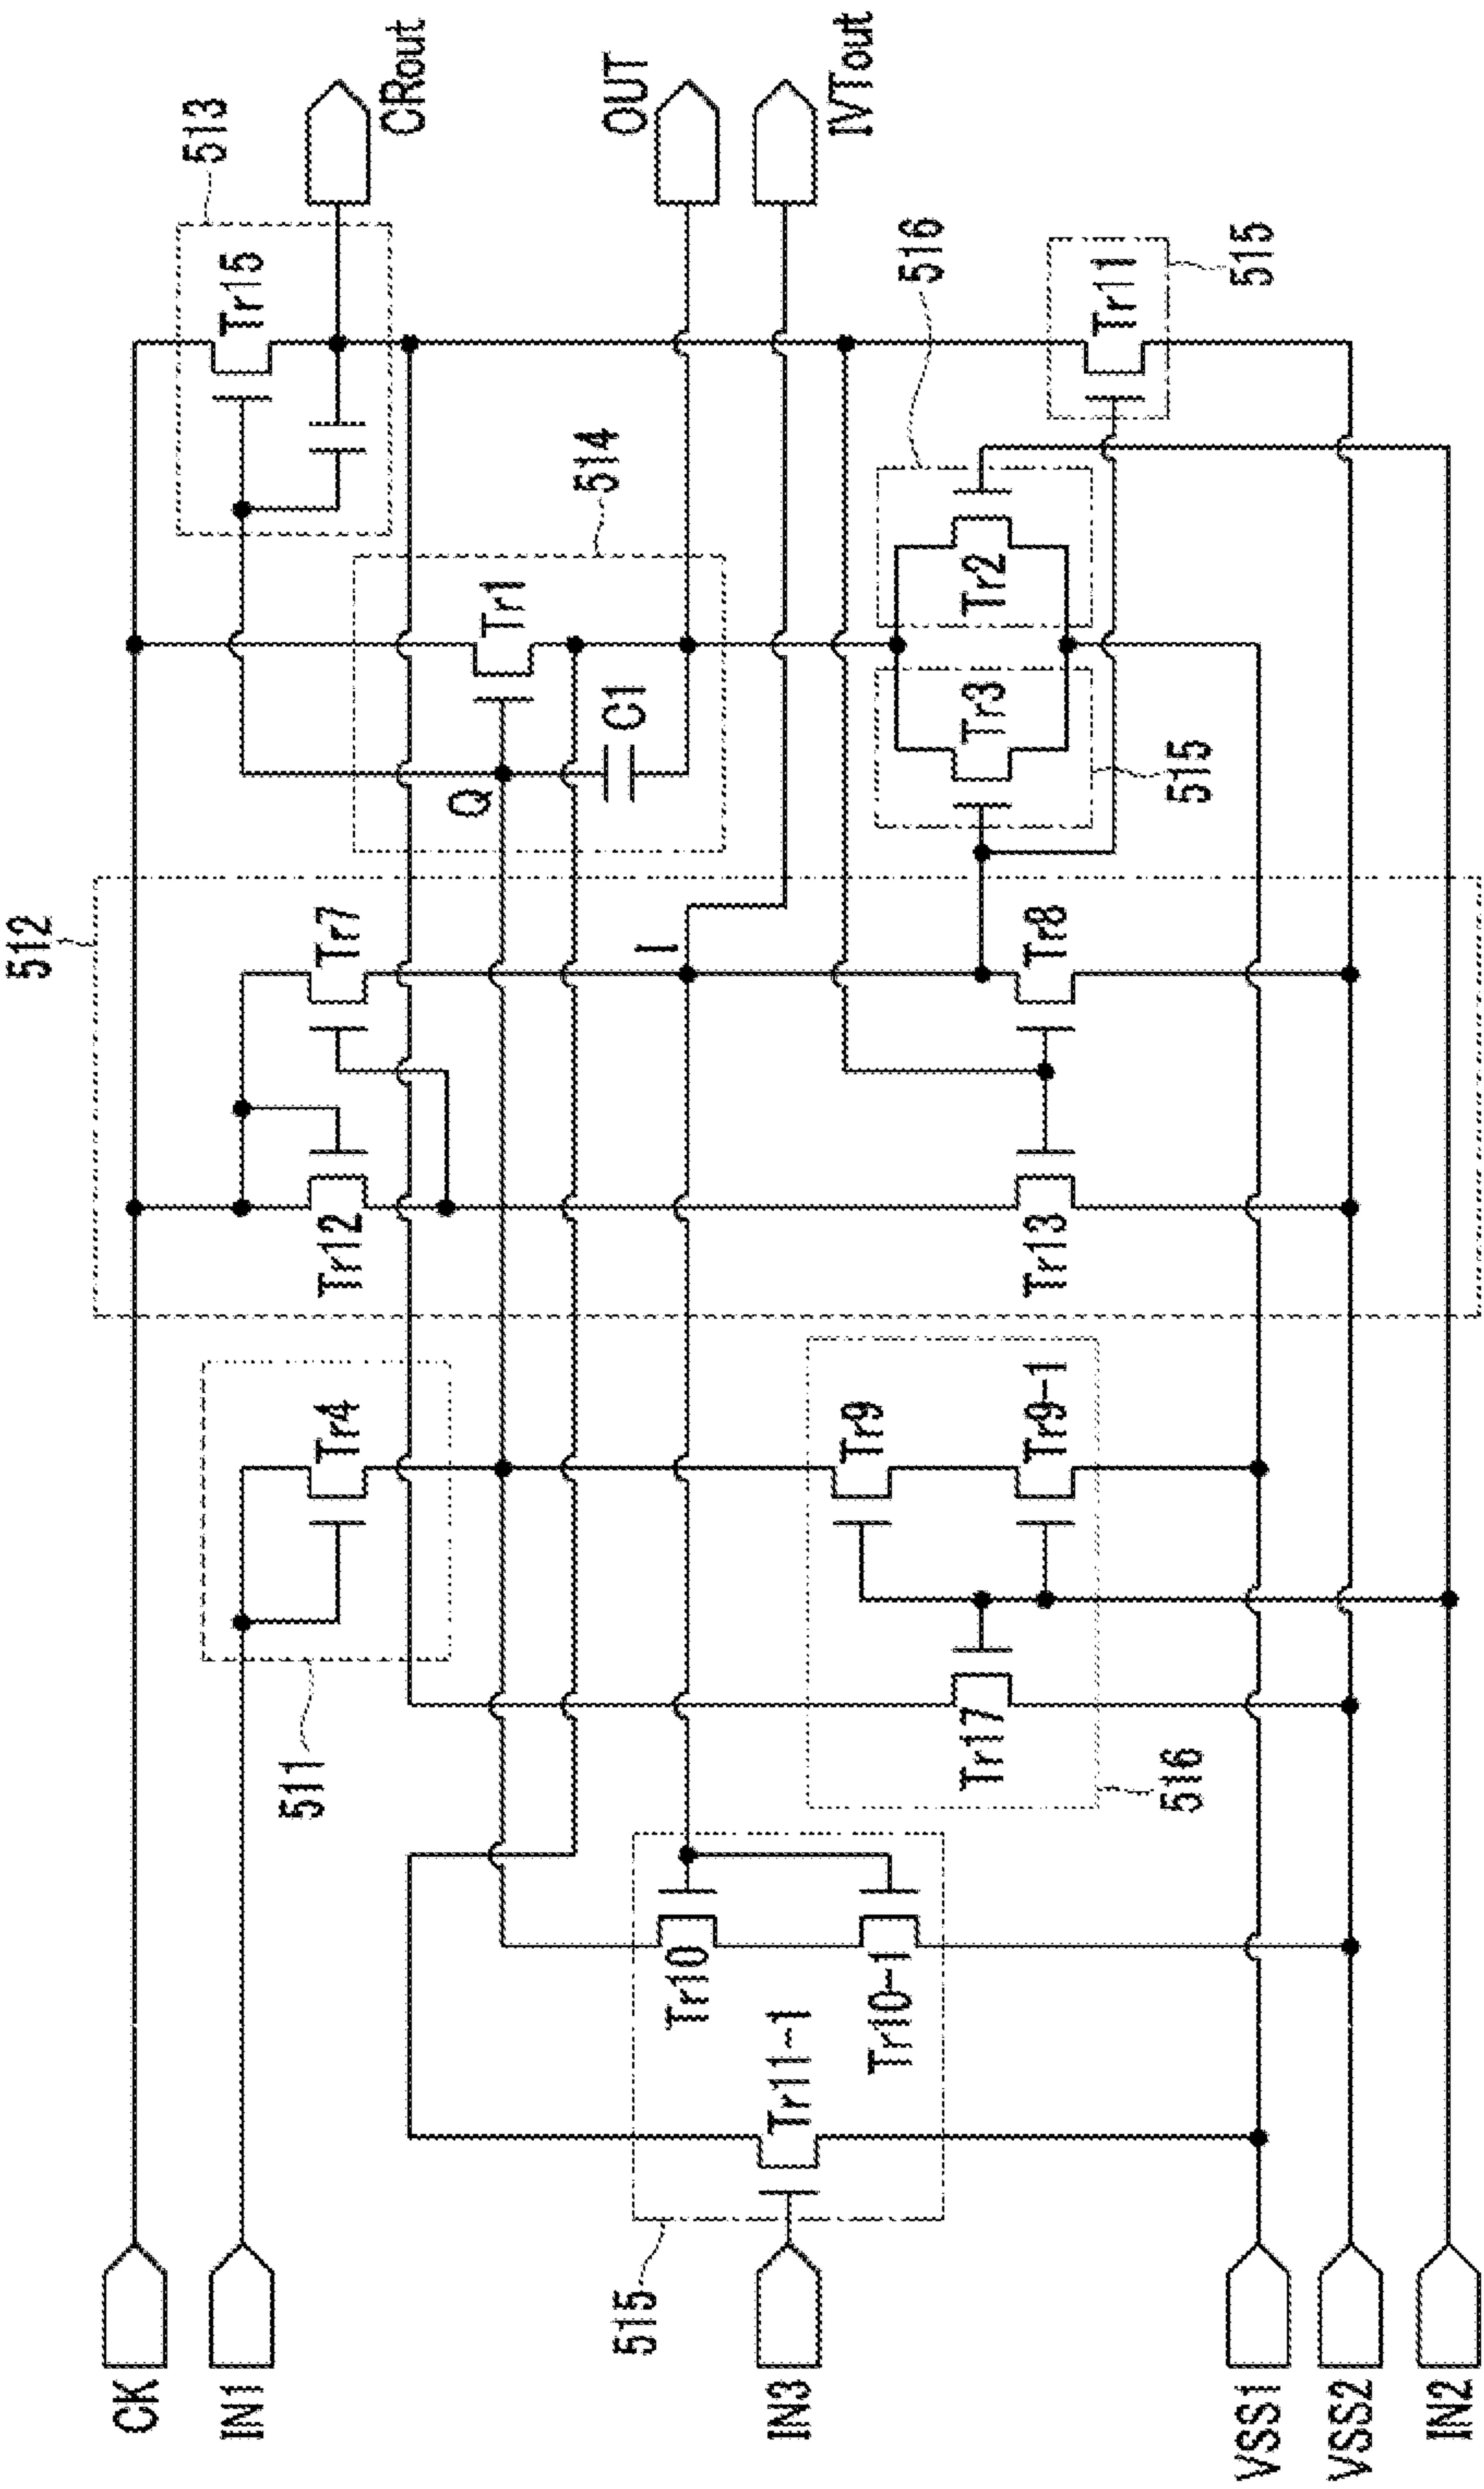 CK
IN1
IN3
VSS1
VSS2
IN2
511
Tr4
512
Tr12
Tr7
Tr13
Tr8
I
513
Tr15
CRout
514
Q
Tr1
C1
OUT
IVTout
515
Tr11-1
Tr10
Tr10-1
516
Tr17
Tr9
Tr9-1
515
Tr3
516
Tr2
515
Tr11